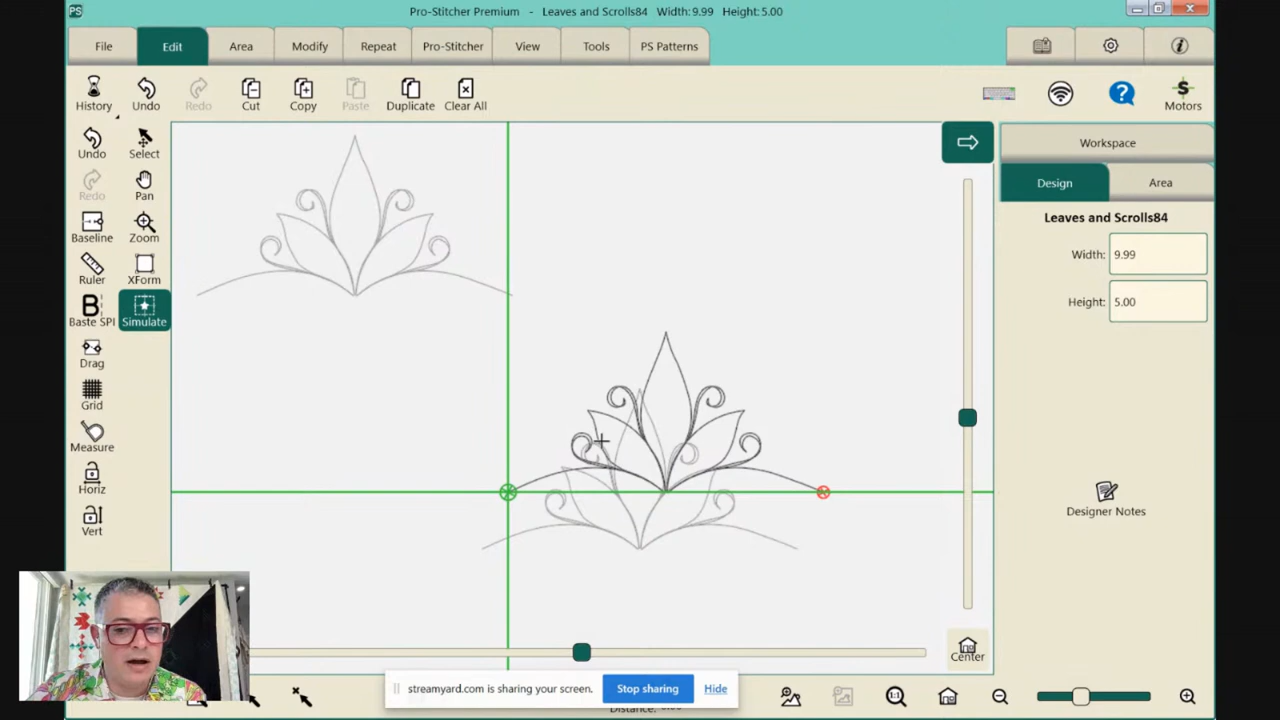 PS Pro-Stitcher Premium - Leaves and Scrolls84 Width: 9.99 Height: 5.00
File Edit Area Modify Repeat Pro-Stitcher View Tools PS Patterns
History Undo Redo Cut Copy Paste Duplicate Clear All Motors
Undo Select
Redo Pan
Baseline Zoom
Ruler XForm
Baste SPI Simulate
Drag
Grid
Measure
Horiz
Vert
Workspace
Design Area
Leaves and Scrolls84
Width: 9.99
Height: 5.00
Designer Notes
Center
streamyard.com is sharing your screen. Stop sharing Hide
1:1